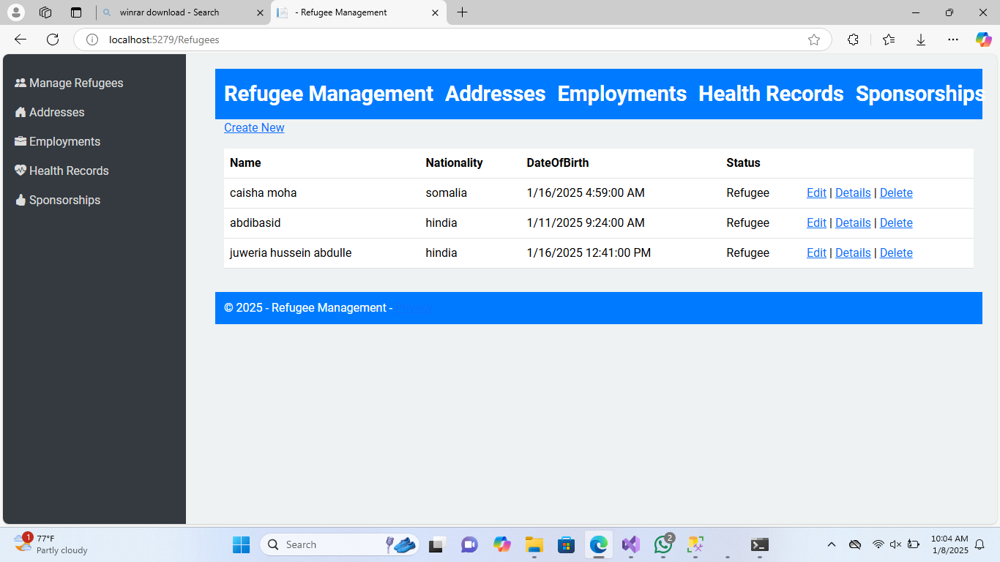 winrar download - Search
- Refugee Management
localhost:5279/Refugees
Manage Refugees
Addresses
Employments
Health Records
Sponsorships
Refugee Management Addresses Employments Health Records Sponsorships
Create New
Name Nationality DateOfBirth Status
caisha moha somalia 1/16/2025 4:59:00 AM Refugee Edit | Details | Delete
abdibasid hindia 1/11/2025 9:24:00 AM Refugee Edit | Details | Delete
juweria hussein abdulle hindia 1/16/2025 12:41:00 PM Refugee Edit | Details | Delete
© 2025 - Refugee Management -
1
77°F
Partly cloudy
Search
2
10:04 AM
1/8/2025